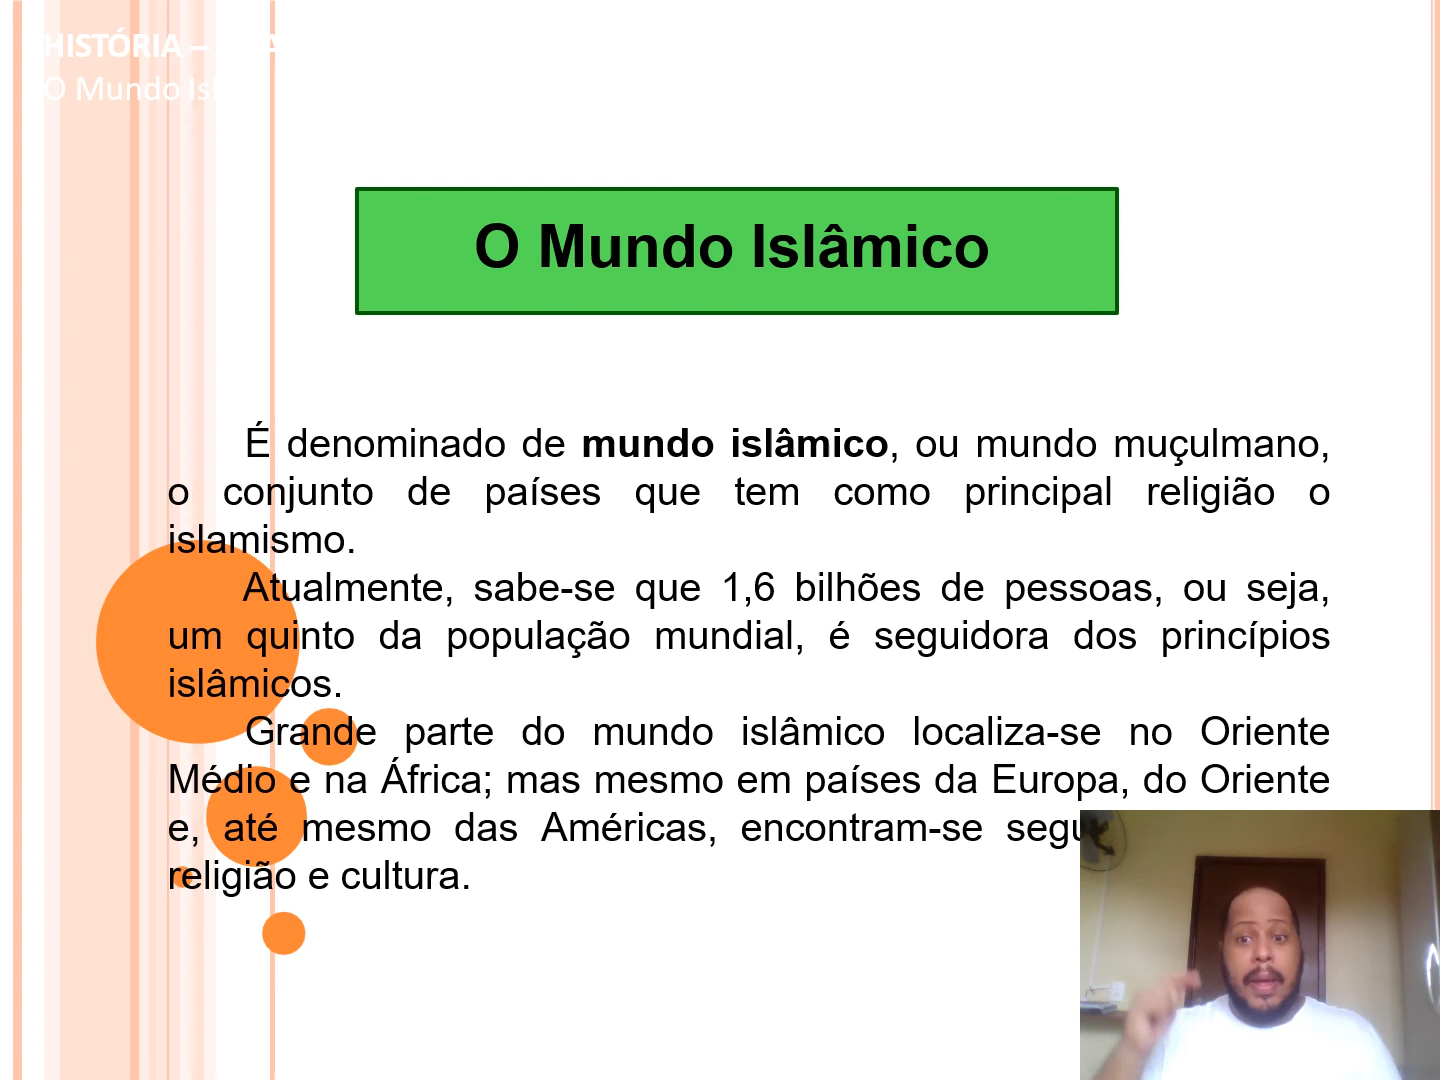 HISTÓRIA –
O Mundo
O Mundo Islâmico
É denominado de mundo islâmico, ou mundo muçulmano,
o conjunto de países que tem como principal religião o
islamismo.
Atualmente, sabe-se que 1,6 bilhões de pessoas, ou seja,
um quinto da população mundial, é seguidora dos princípios
islâmicos.
Grande parte do mundo islâmico localiza-se no Oriente
Médio e na África; mas mesmo em países da Europa, do Oriente
e, até mesmo das Américas, encontram-se
religião e cultura.